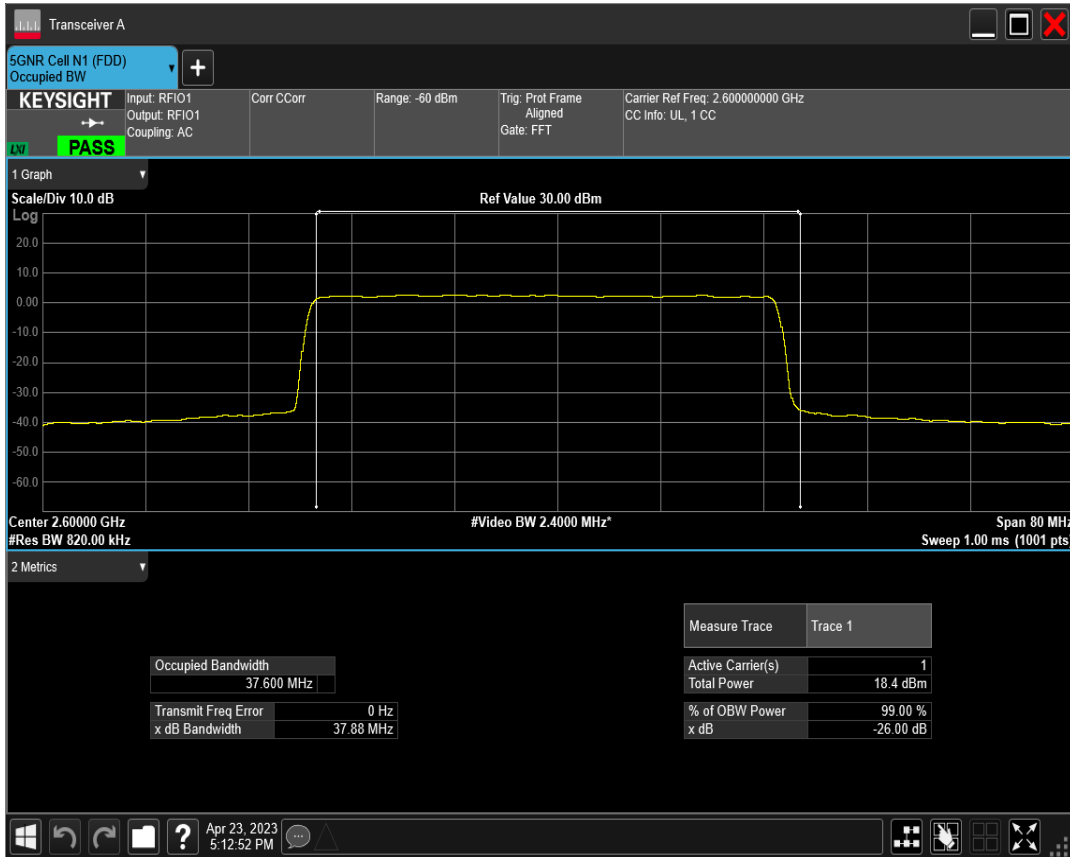 Transceiver A
5GNR Cell N1 (FDD)
Occupied BW
KEYSIGHT
LXI
PASS
Input: RFIO1
Output: RFIO1
Coupling: AC
Corr CCorr
Range: -60 dBm
Trig: Prot Frame
Aligned
Gate: FFT
Carrier Ref Freq: 2.600000000 GHz
CC Info: UL, 1 CC
1 Graph
Scale/Div 10.0 dB
Ref Value 30.00 dBm
Log
20.0
10.0
0.00
-10.0
-20.0
-30.0
-40.0
-50.0
-60.0
Center 2.60000 GHz
#Video BW 2.4000 MHz*
Span 80 MHz
#Res BW 820.00 kHz
Sweep 1.00 ms (1001 pts)
2 Metrics
Measure Trace Trace 1
Occupied Bandwidth
37.600 MHz
Active Carrier(s) 1
Total Power 18.4 dBm
Transmit Freq Error 0 Hz
x dB Bandwidth 37.88 MHz
% of OBW Power 99.00 %
x dB -26.00 dB
?
Apr 23, 2023
5:12:52 PM